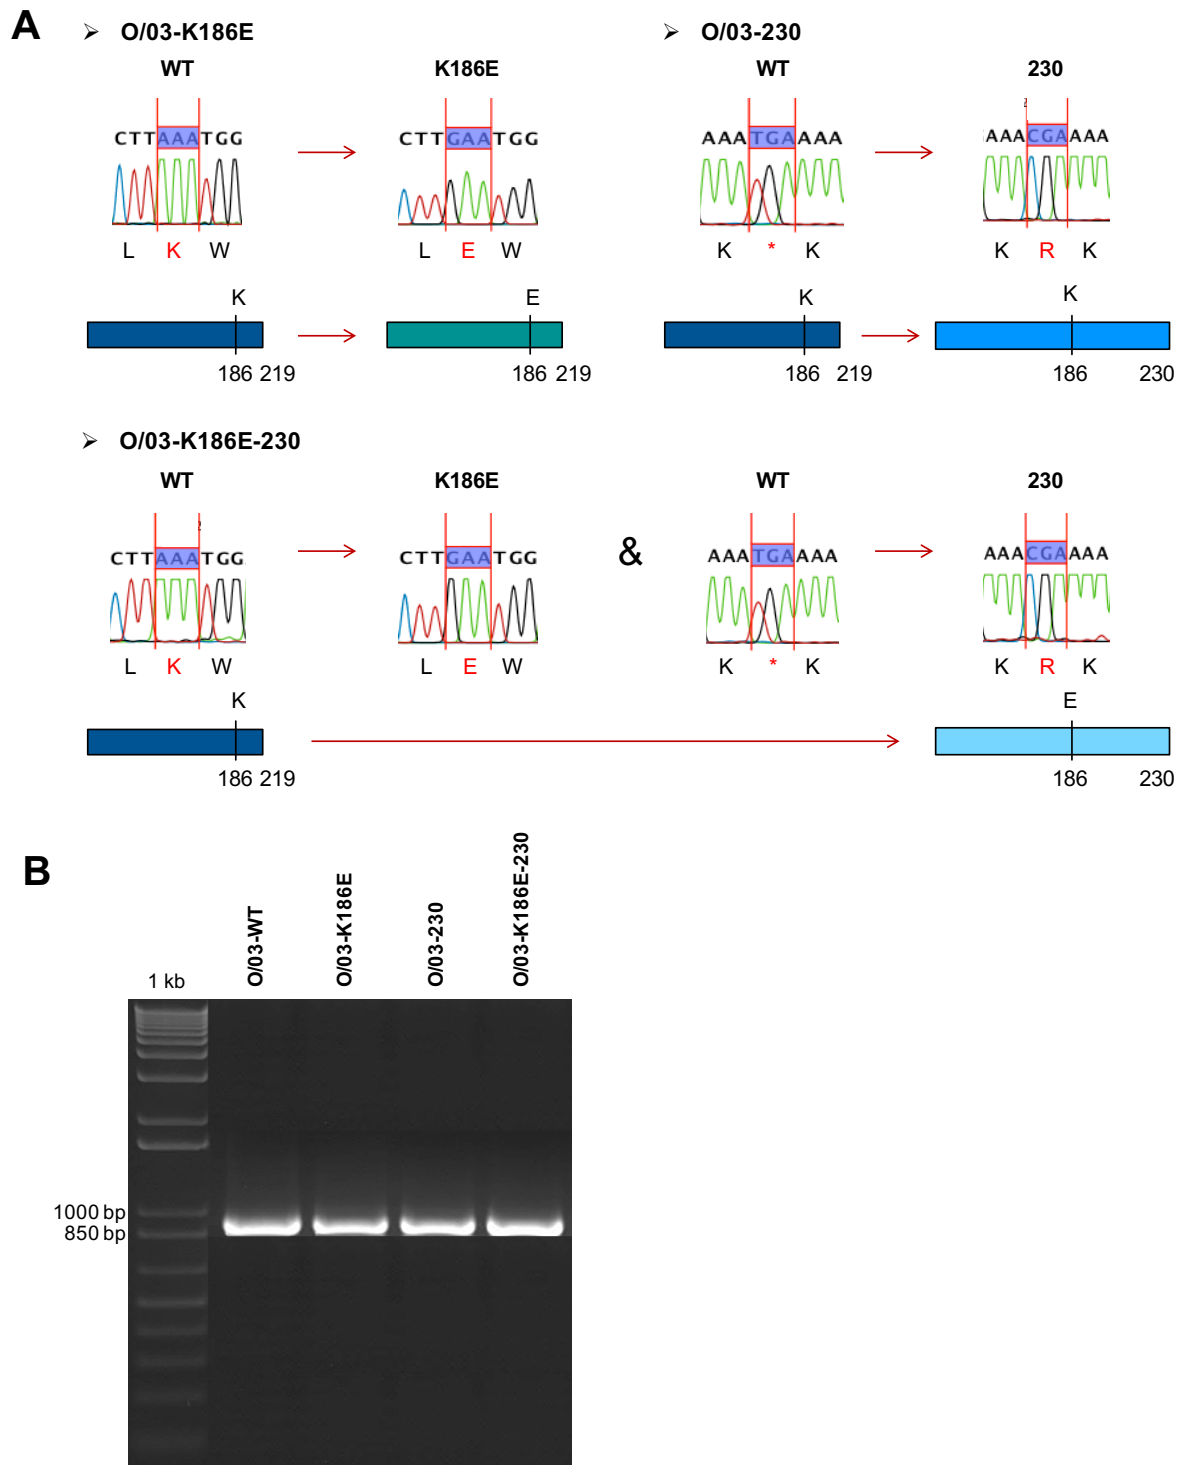 A
➢ O/03-K186E
➢ O/03-230
WT K186E WT 230
CTTAAATGG CTTGAATGG AAATGAAAA AAACGAAAA
L K W L E W K * K K R K
K E K K
186 219 186 219 186 219 186 230
➢ O/03-K186E-230
WT K186E WT 230
CTTAAATGG CTTGAATGG & AAATGAAAA AAACGAAAA
L K W L E W K * K K R K
K E
186 219 186 230
B
1 kb O/03-WT O/03-K186E O/03-230 O/03-K186E-230
1000 bp
850 bp